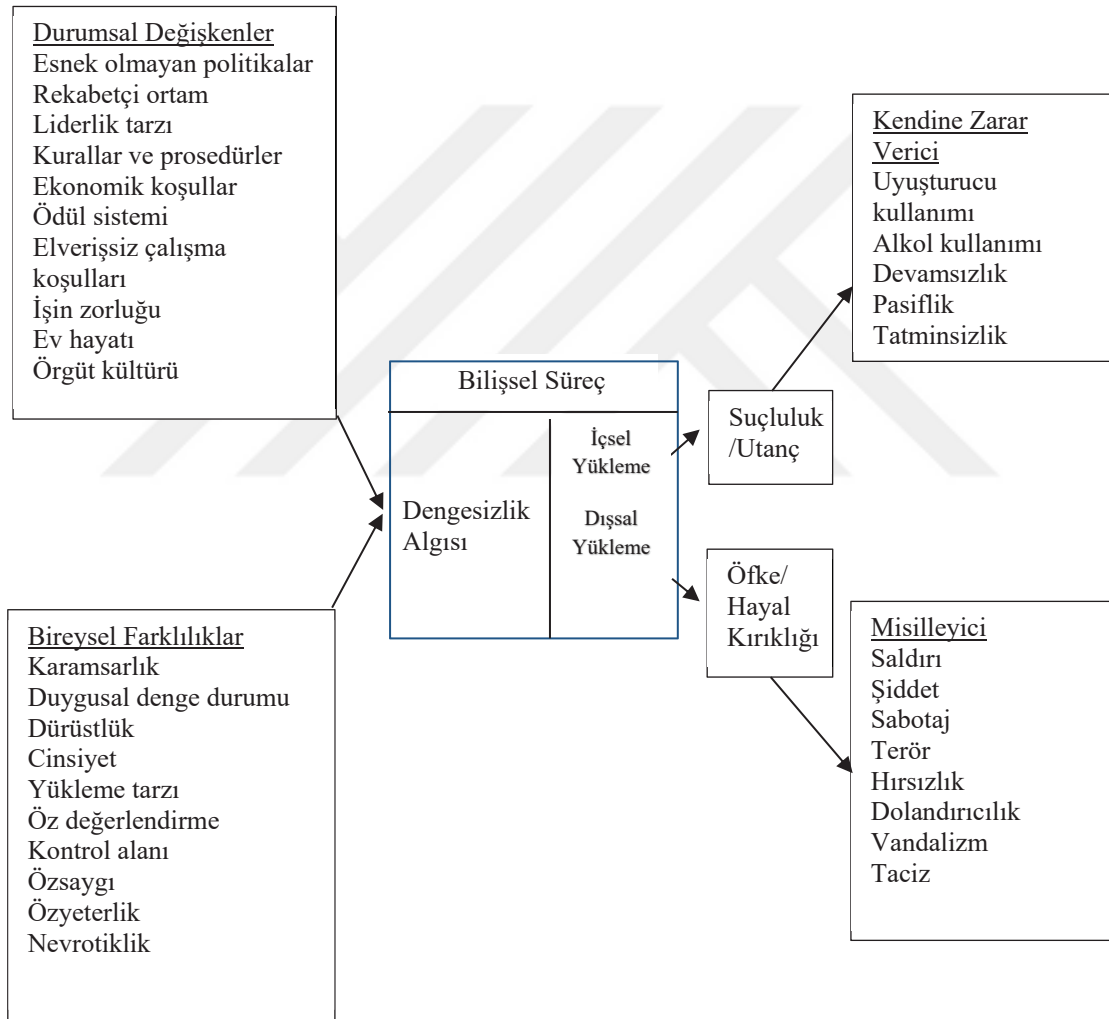 Durumsal Değişkenler
Esnek olmayan politikalar
Rekabetçi ortam
Liderlik tarzı
Kurallar ve prosedürler
Ekonomik koşullar
Ödül sistemi
Elverişsiz çalışma
koşulları
İşin zorluğu
Ev hayatı
Örgüt kültürü
Bireysel Farklılıklar
Karamsarlık
Duygusal denge durumu
Dürüstlük
Cinsiyet
Yükleme tarzı
Öz değerlendirme
Kontrol alanı
Özsaygı
Özyeterlik
Nevrotiklik
Bilişsel Süreç
Dengesizlik
Algısı
İçsel
Yükleme
Dışsal
Yükleme
Suçluluk
/Utanç
Öfke/
Hayal
Kırıklığı
Kendine Zarar
Verici
Uyuşturucu
kullanımı
Alkol kullanımı
Devamsızlık
Pasiflik
Tatminsizlik
Misilleyici
Saldırı
Şiddet
Sabotaj
Terör
Hırsızlık
Dolandırıcılık
Vandalizm
Taciz